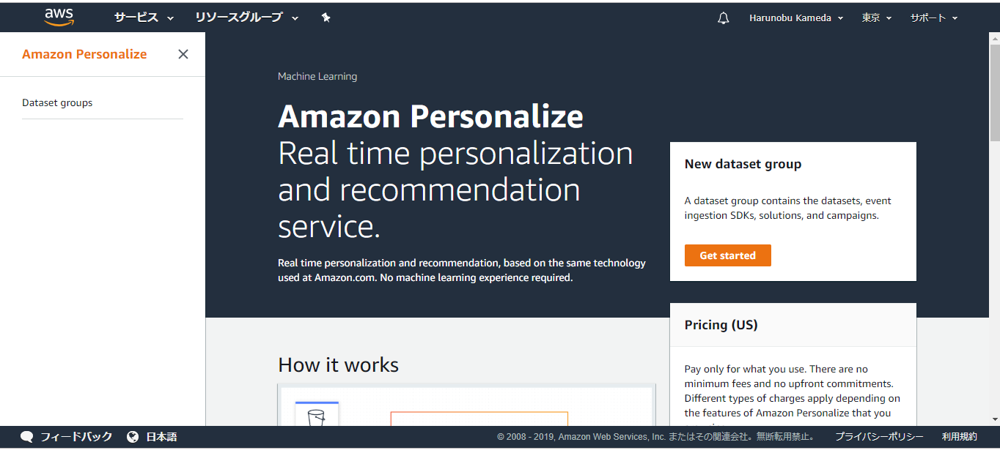 aws サービス リソースグループ Harunobu Kameda 東京 サポート
Amazon Personalize
Dataset groups
Machine Learning
Amazon Personalize
Real time personalization
and recommendation
service.
Real time personalization and recommendation, based on the same technology
used at Amazon.com. No machine learning experience required.
New dataset group
A dataset group contains the datasets, event
ingestion SDKs, solutions, and campaigns.
Get started
Pricing (US)
Pay only for what you use. There are no
minimum fees and no upfront commitments.
Different types of charges apply depending on
the features of Amazon Personalize that you
How it works
フィードバック 日本語 © 2008 - 2019, Amazon Web Services, Inc. またはその関連会社。無断転用禁止。 プライバシーポリシー 利用規約